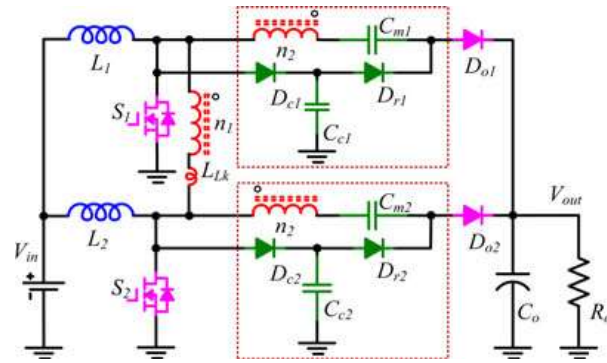 L1
n2
Cm1
Do1
Dc1
Dr1
S1
n1
Cc1
LLk
L2
n2
Cm2
Vout
Do2
Vin
Dc2
Dr2
S2
Cc2
Co